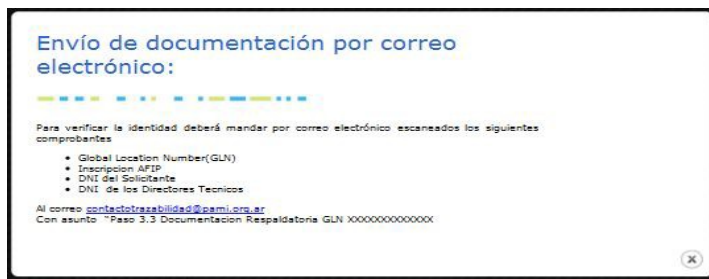 Envío de documentación por correo
electrónico:
Para verificar la identidad deberá mandar por correo electrónico escaneados los siguientes
comprobantes
• Global Location Number(GLN)
• Inscripcion AFIP
• DNI del Solicitante
• DNI de los Directores Tecnicos
Al correo contactotrazabilidad@pami.org.ar
Con asunto "Paso 3.3 Documentacion Respaldatoria GLN XXXXXXXXXXXXX